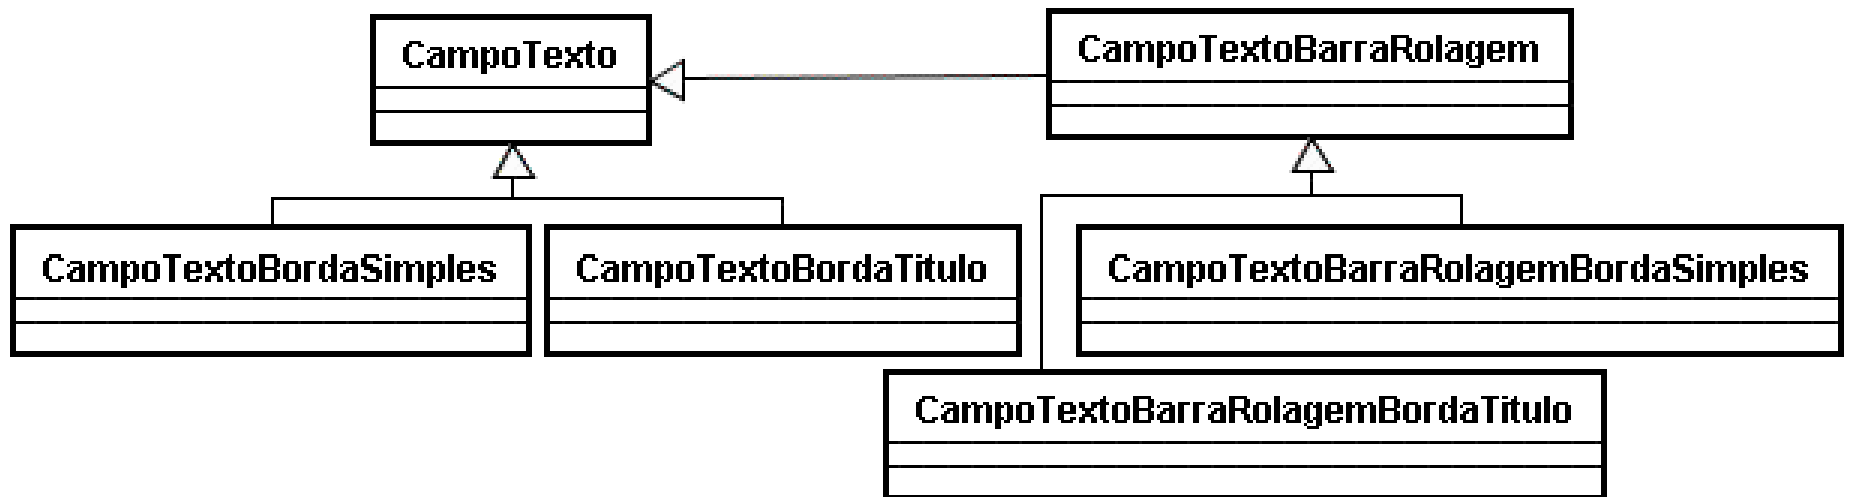 CampoTexto
CampoTextoBarraRolagem
CampoTextoBordaSimples
CampoTextoBordaTitulo
CampoTextoBarraRolagemBordaSimples
CampoTextoBarraRolagemBordaTitulo